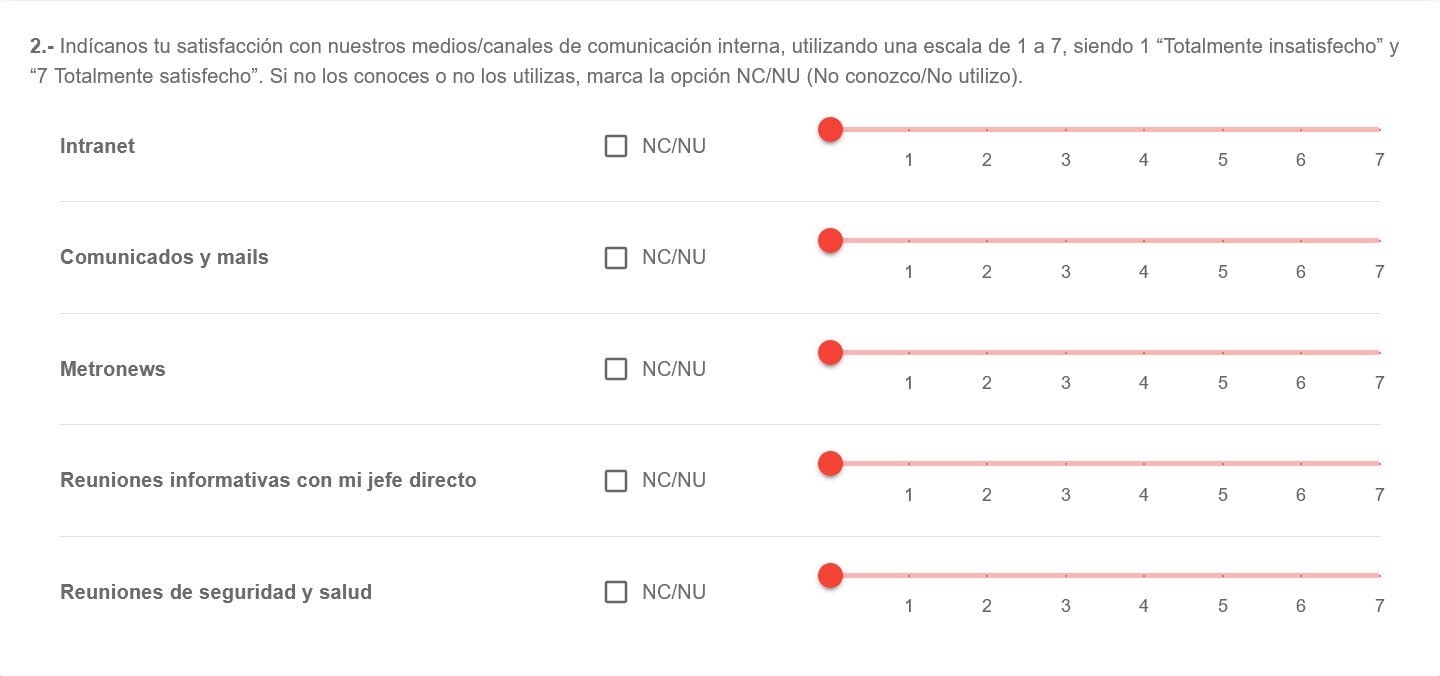 2.- Indícanos tu satisfacción con nuestros medios/canales de comunicación interna, utilizando una escala de 1 a 7, siendo 1 “Totalmente insatisfecho” y
“7 Totalmente satisfecho”. Si no los conoces o no los utilizas, marca la opción NC/NU (No conozco/No utilizo).
Intranet NC/NU
1 2 3 4 5 6 7
Comunicados y mails NC/NU
1 2 3 4 5 6 7
Metronews NC/NU
1 2 3 4 5 6 7
Reuniones informativas con mi jefe directo NC/NU
1 2 3 4 5 6 7
Reuniones de seguridad y salud NC/NU
1 2 3 4 5 6 7